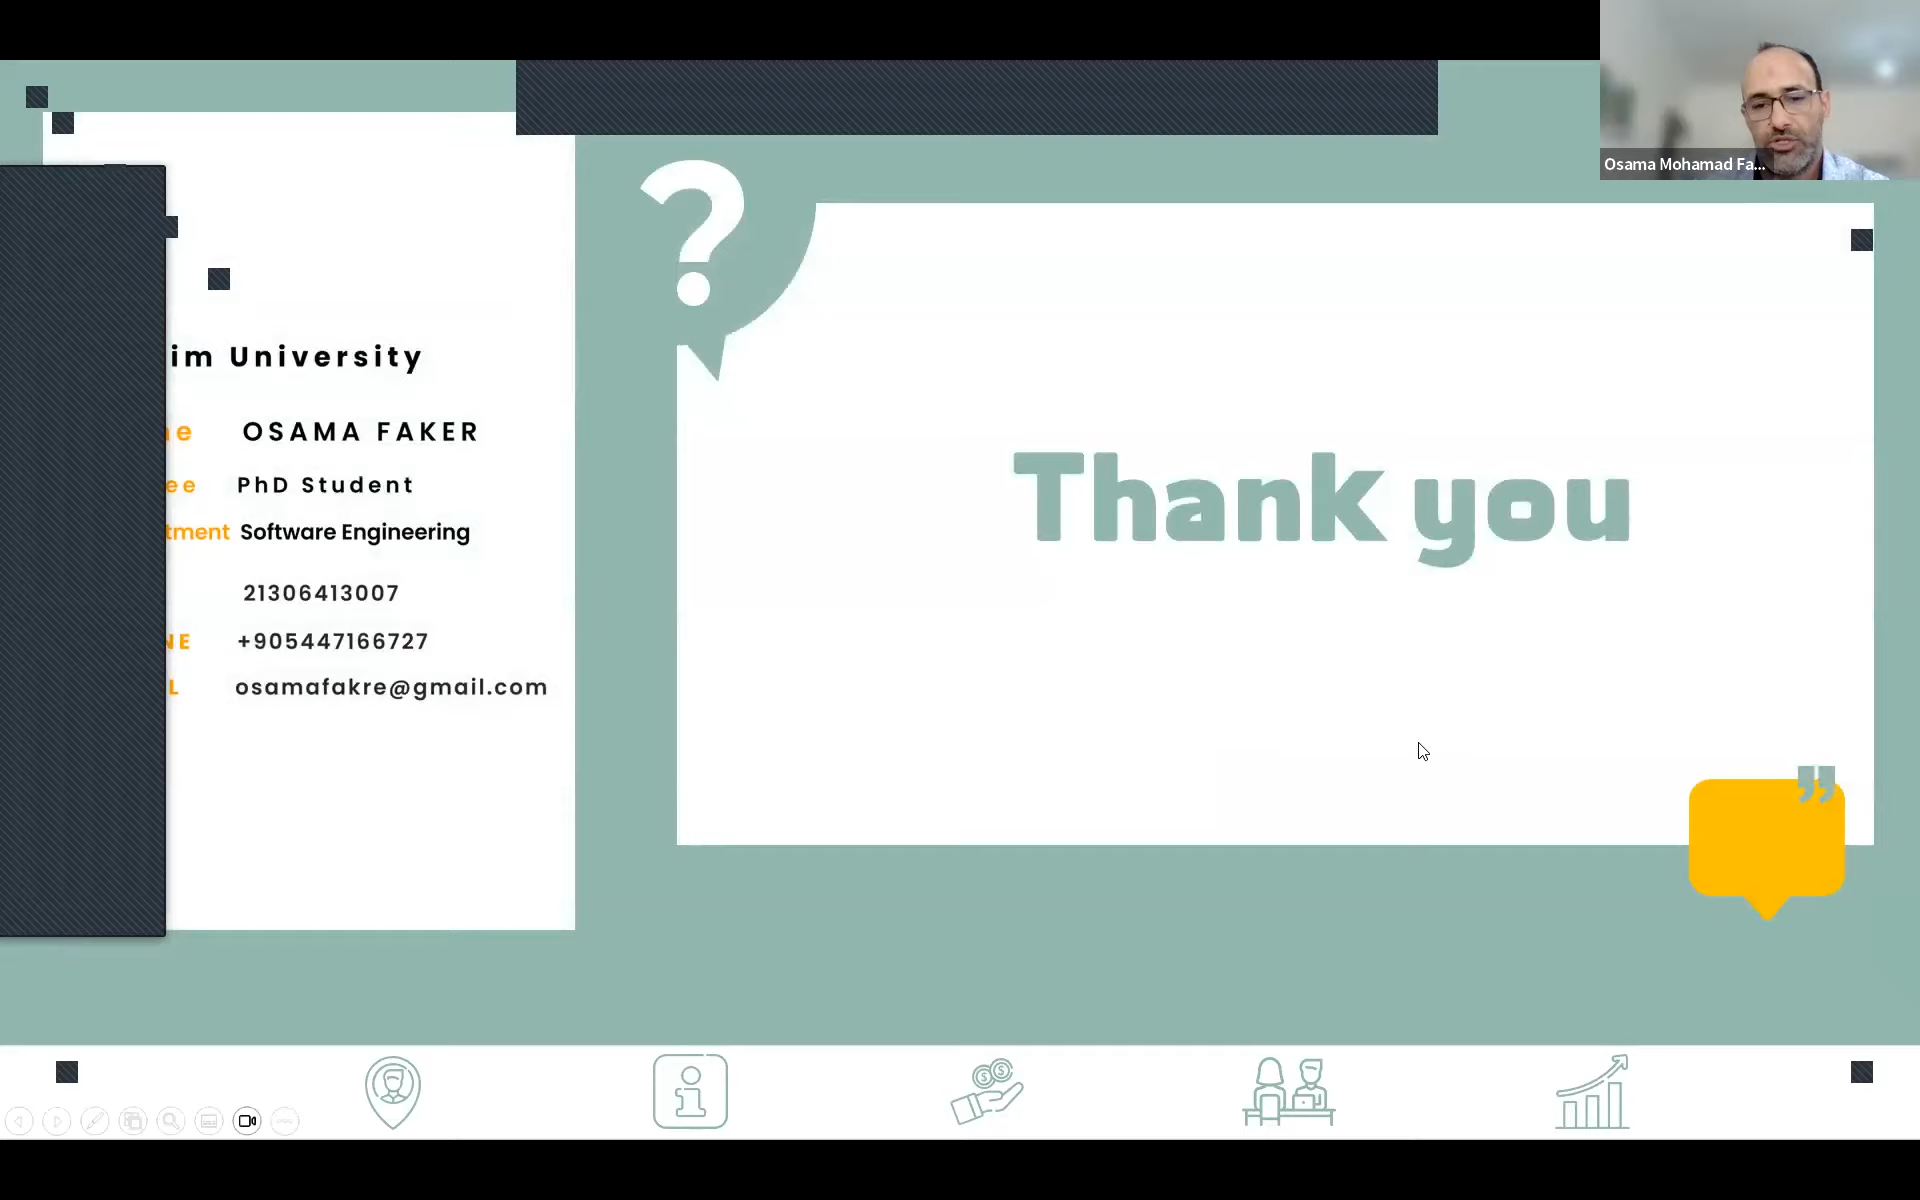 Osama Mohamad Fa...
im University
e OSAMA FAKER
ee PhD Student
tment Software Engineering
21306413007
NE +905447166727
L osamafakre@gmail.com
?
Thank you
”